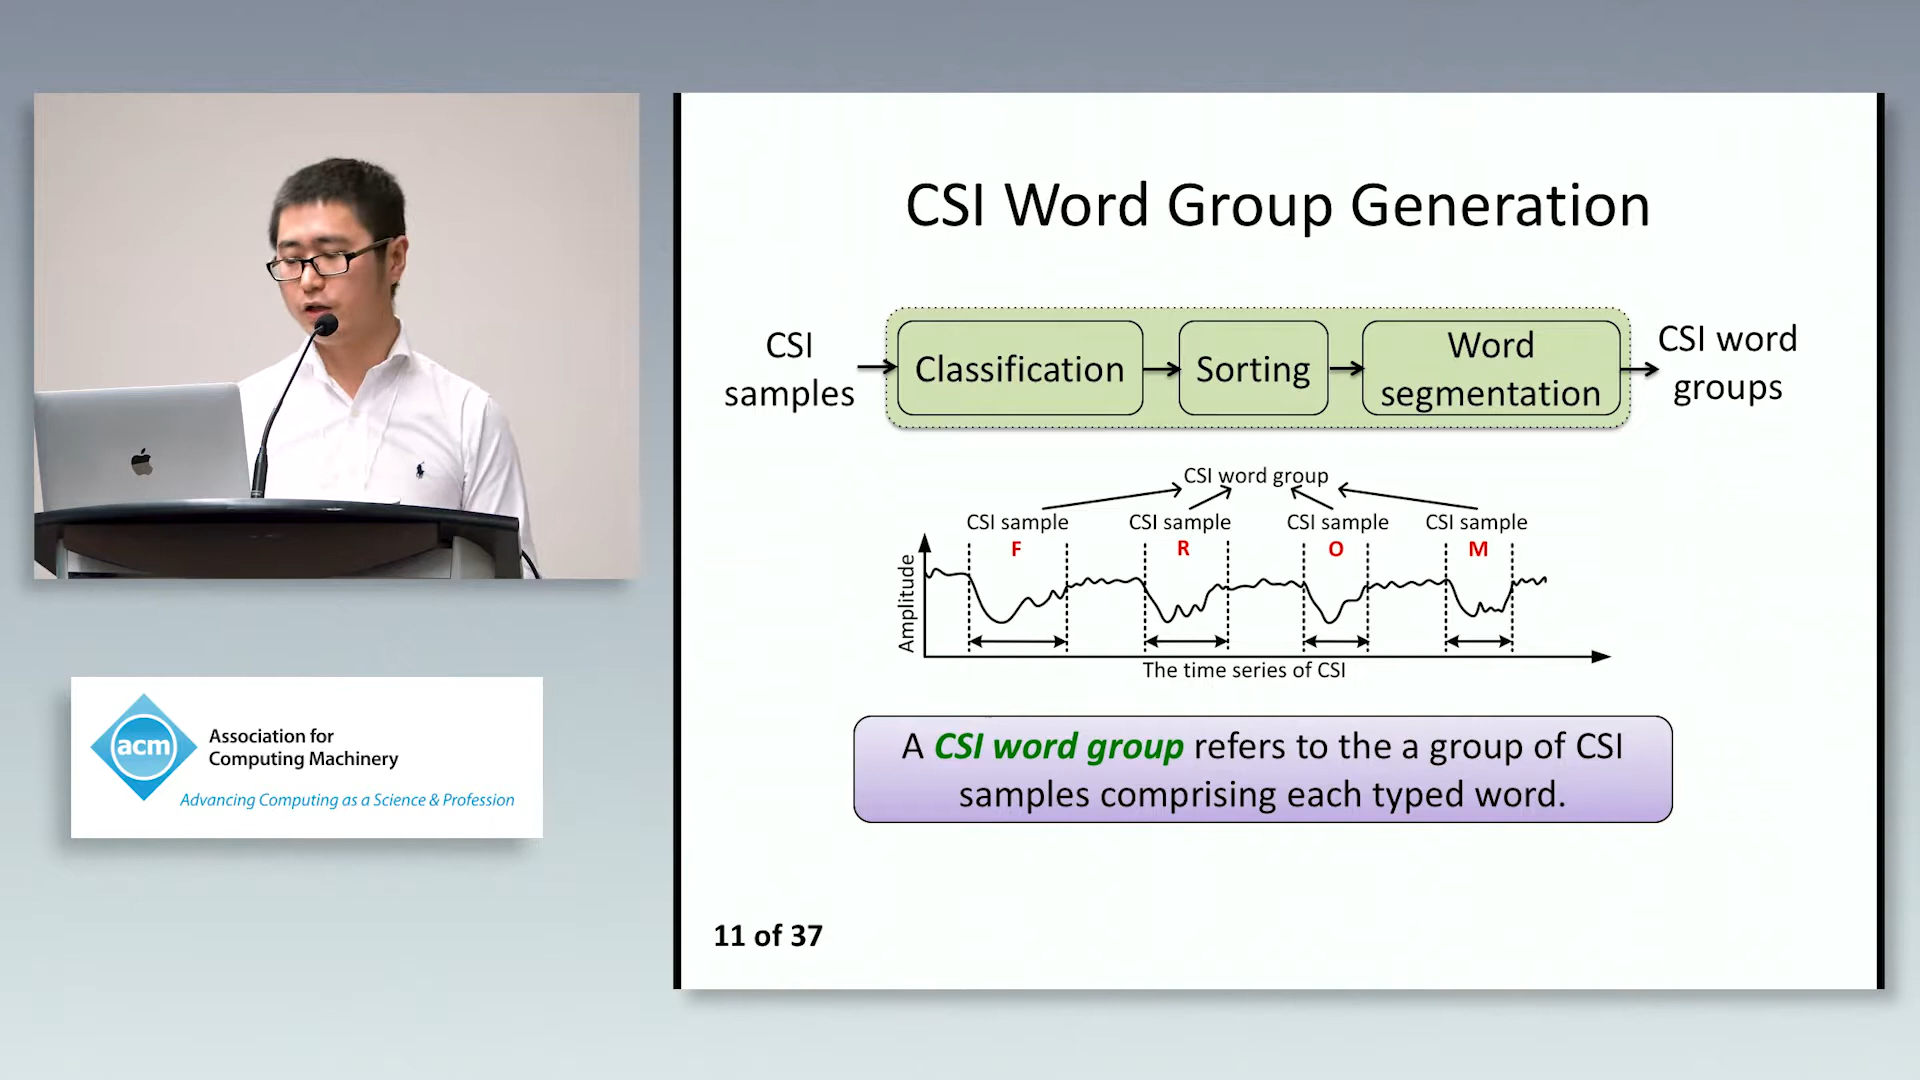 CSI Word Group Generation
CSI
samples
Classification
Sorting
Word
segmentation
CSI word
groups
CSI word group
CSI sample
CSI sample
CSI sample
CSI sample
F
R
O
M
Amplitude
The time series of CSI
A CSI word group refers to the a group of CSI
samples comprising each typed word.
11 of 37
acm
Association for
Computing Machinery
Advancing Computing as a Science & Profession